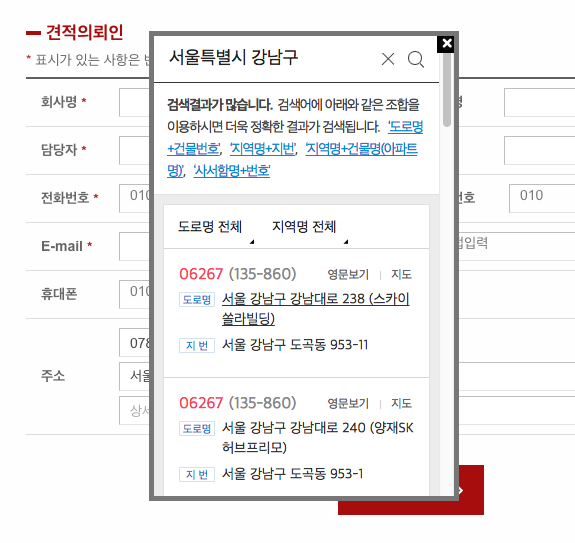 견적의뢰인
* 표시가 있는 사항은
회사명 *
담당자 *
전화번호 * 010
E-mail *
휴대폰 010
078
주소
서울
상세
010
입력
서울특별시 강남구
검색결과가 많습니다. 검색어에 아래와 같은 조합을
이용하시면 더욱 정확한 결과가 검색됩니다. '도로명
+건물번호', '지역명+지번', '지역명+건물명(아파트
명)', '사서함명+번호'
도로명 전체 지역명 전체
06267 (135-860) 영문보기 | 지도
도로명 서울 강남구 강남대로 238 (스카이
쏠라빌딩)
지 번 서울 강남구 도곡동 953-11
06267 (135-860) 영문보기 | 지도
도로명 서울 강남구 강남대로 240 (양재SK
허브프리모)
지 번 서울 강남구 도곡동 953-1